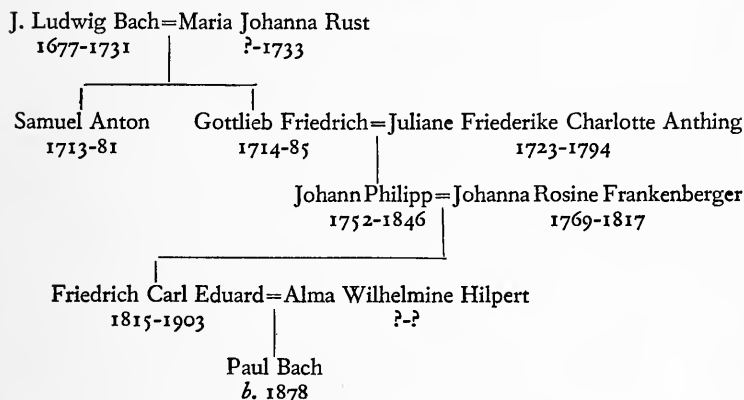 J. Ludwig Bach=Maria Johanna Rust
1677-1731 ?-1733
Samuel Anton Gottlieb Friedrich=Juliane Friederike Charlotte Anthing
1713-81 1714-85 1723-1794
Johann Philipp=Johanna Rosine Frankenberger
1752-1846 1769-1817
Friedrich Carl Eduard=Alma Wilhelmine Hilpert
1815-1903 ?-?
Paul Bach
b. 1878